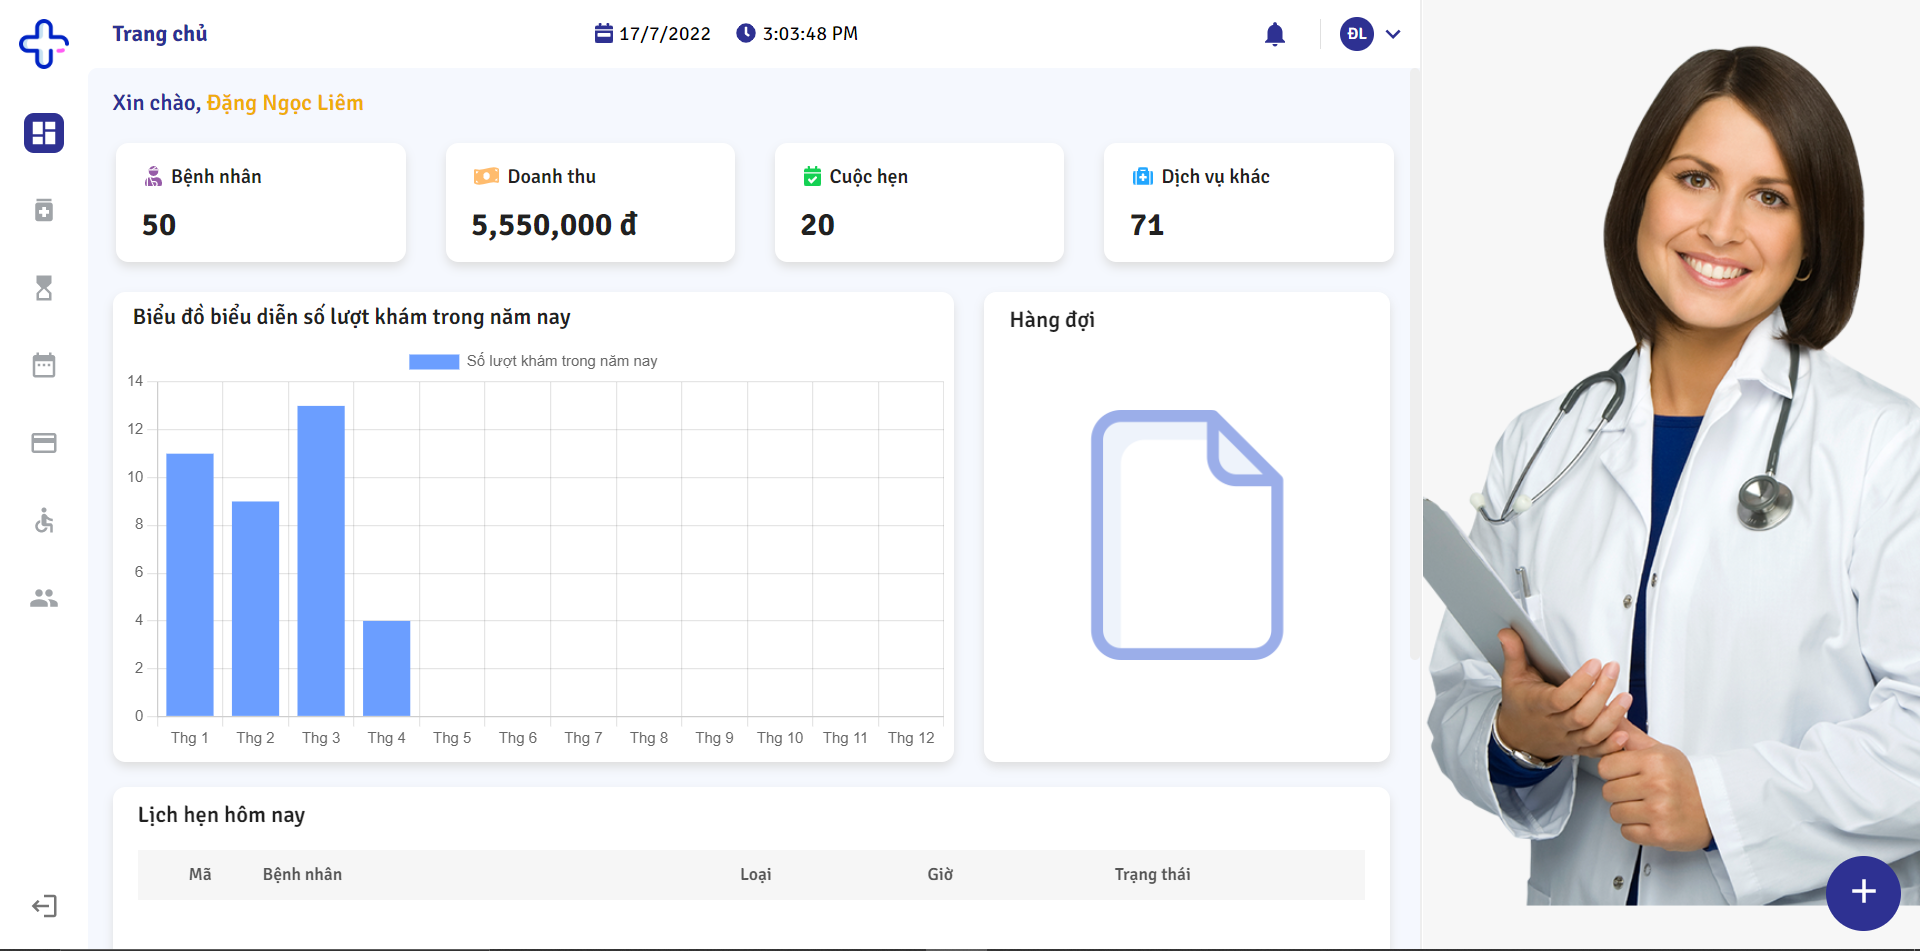 Trang chủ
17/7/2022
3:03:48 PM
ĐL
Xin chào, Đặng Ngọc Liêm
Bệnh nhân
50
Doanh thu
5,550,000 đ
Cuộc hẹn
20
Dịch vụ khác
71
Biểu đồ biểu diễn số lượt khám trong năm nay
Số lượt khám trong năm nay
14
12
10
8
6
4
2
0
Thg 1 Thg 2 Thg 3 Thg 4 Thg 5 Thg 6 Thg 7 Thg 8 Thg 9 Thg 10 Thg 11 Thg 12
Hàng đợi
Lịch hẹn hôm nay
Mã Bệnh nhân Loại Giờ Trạng thái